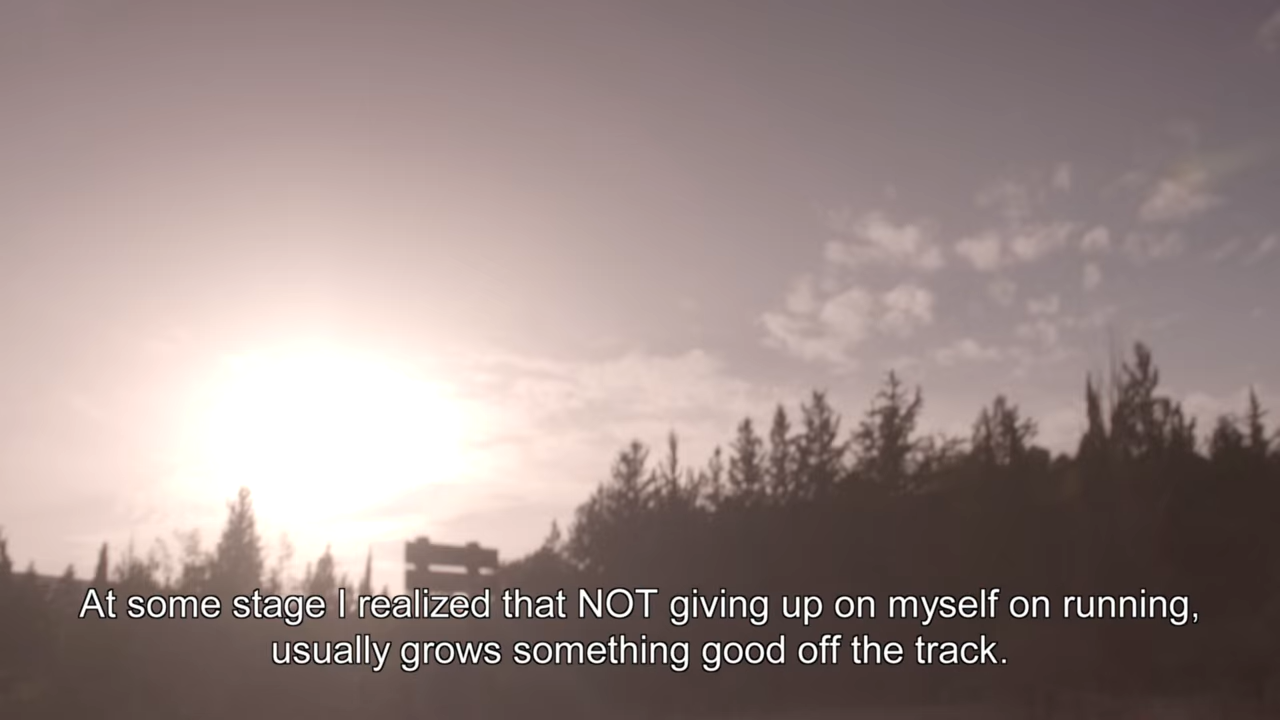 At some stage I realized that NOT giving up on myself on running,
usually grows something good off the track.